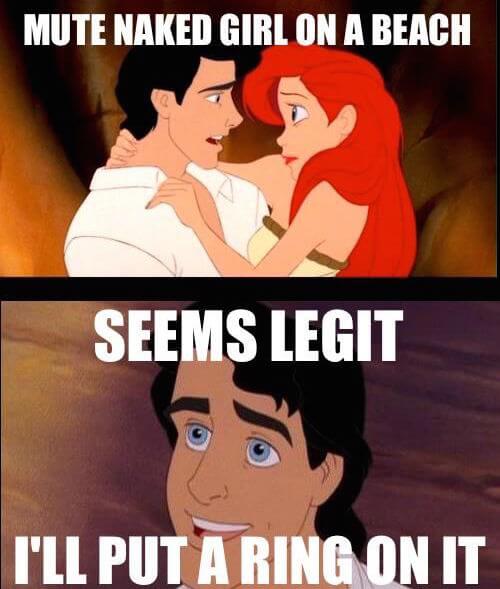 MUTE NAKED GIRL ON A BEACH
SEEMS LEGIT
I'LL PUT A RING ON IT